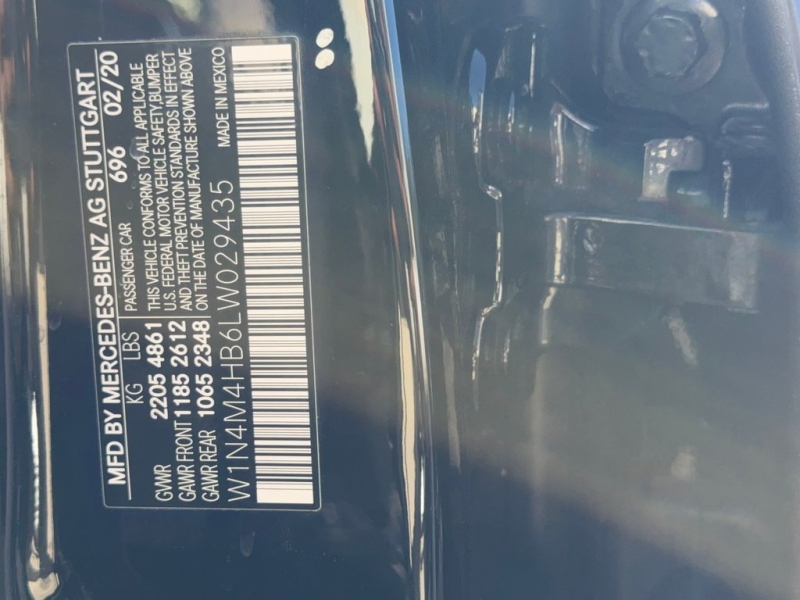 MFD BY MERCEDES-BENZ AG STUTTGART
696 02/20
KG LBS PASSENGER CAR
GVWR 2205 4861
GAWR FRONT 1185 2612
GAWR REAR 1065 2348
THIS VEHICLE CONFORMS TO ALL APPLICABLE
U.S. FEDERAL MOTOR VEHICLE SAFETY,BUMPER
AND THEFT PREVENTION STANDARDS IN EFFECT
ON THE DATE OF MANUFACTURE SHOWN ABOVE
W1N4M4HB6LW029435 MADE IN MEXICO